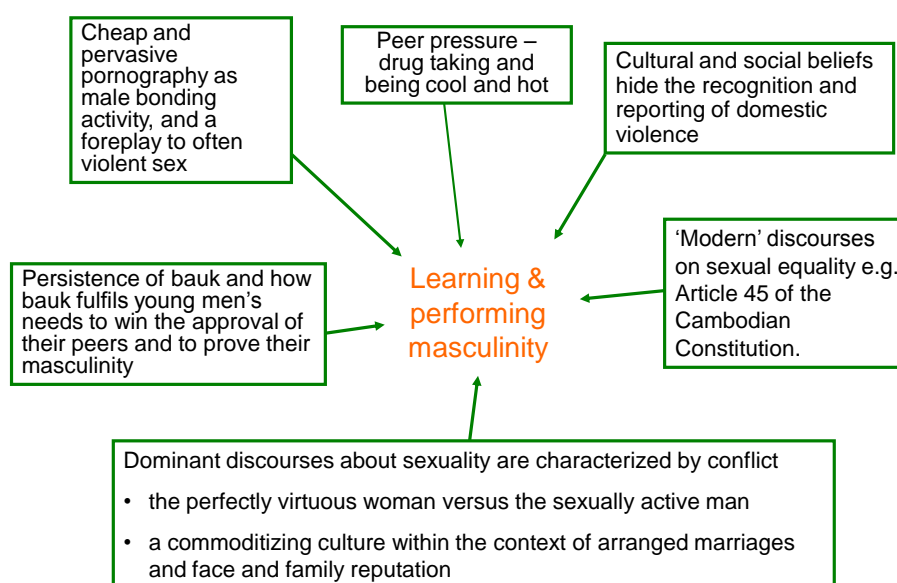 Cheap and
pervasive
pornography as
male bonding
activity, and a
foreplay to often
violent sex
Peer pressure –
drug taking and
being cool and hot
Cultural and social beliefs
hide the recognition and
reporting of domestic
violence
Persistence of bauk and how
bauk fulfils young men’s
needs to win the approval of
their peers and to prove their
masculinity
Learning &
performing
masculinity
‘Modern’ discourses
on sexual equality e.g.
Article 45 of the
Cambodian
Constitution.
Dominant discourses about sexuality are characterized by conflict
• the perfectly virtuous woman versus the sexually active man
• a commoditizing culture within the context of arranged marriages
and face and family reputation